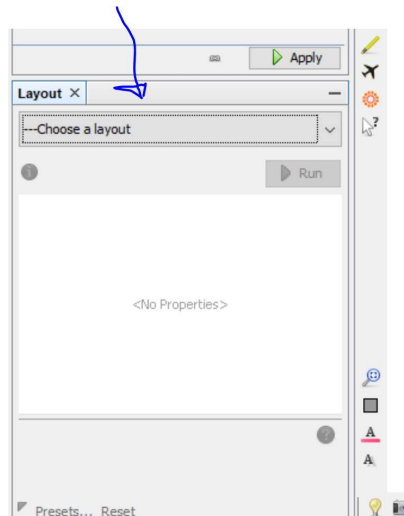 Apply
Layout
---Choose a layout
Run
<No Properties>
A
A
Presets... Reset